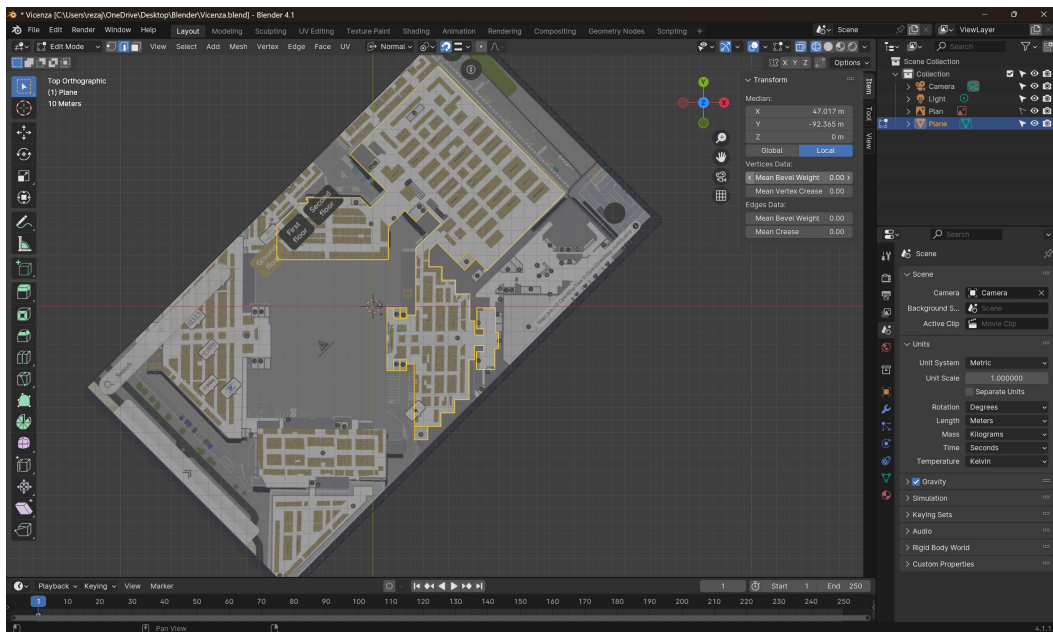 * Vicenza [C:\Users\rezaj\OneDrive\Desktop\Blender\Vicenza.blend] - Blender 4.1
File Edit Render Window Help Layout Modeling Sculpting UV Editing Texture Paint Shading Animation Rendering Compositing Geometry Nodes Scripting + Scene ViewLayer
Edit Mode View Select Add Mesh Vertex Edge Face UV Normal Search
X Y Z Options
Top Orthographic
(1) Plane
10 Meters
Y
Z X
Transform
Median:
X 47.017 m
Y -92.365 m
Z 0 m
Global Local
Vertices Data:
Mean Bevel Weight 0.00
Mean Vertex Crease 0.00
Edges Data:
Mean Bevel Weight 0.00
Mean Crease 0.00
Item
Tool
View
Second floor
First floor
Ground floor
Search
Scene Collection
Collection
Camera
Light
Plan
Plane
Search
Scene
Scene
Camera Camera
Background S... Scene
Active Clip Movie Clip
Units
Unit System Metric
Unit Scale 1.000000
Separate Units
Rotation Degrees
Length Meters
Mass Kilograms
Time Seconds
Temperature Kelvin
Gravity
Simulation
Keying Sets
Audio
Rigid Body World
Custom Properties
Playback Keying View Marker 1 Start 1 End 250
1 10 20 30 40 50 60 70 80 90 100 110 120 130 140 150 160 170 180 190 200 210 220 230 240 250
Pan View 4.1.1